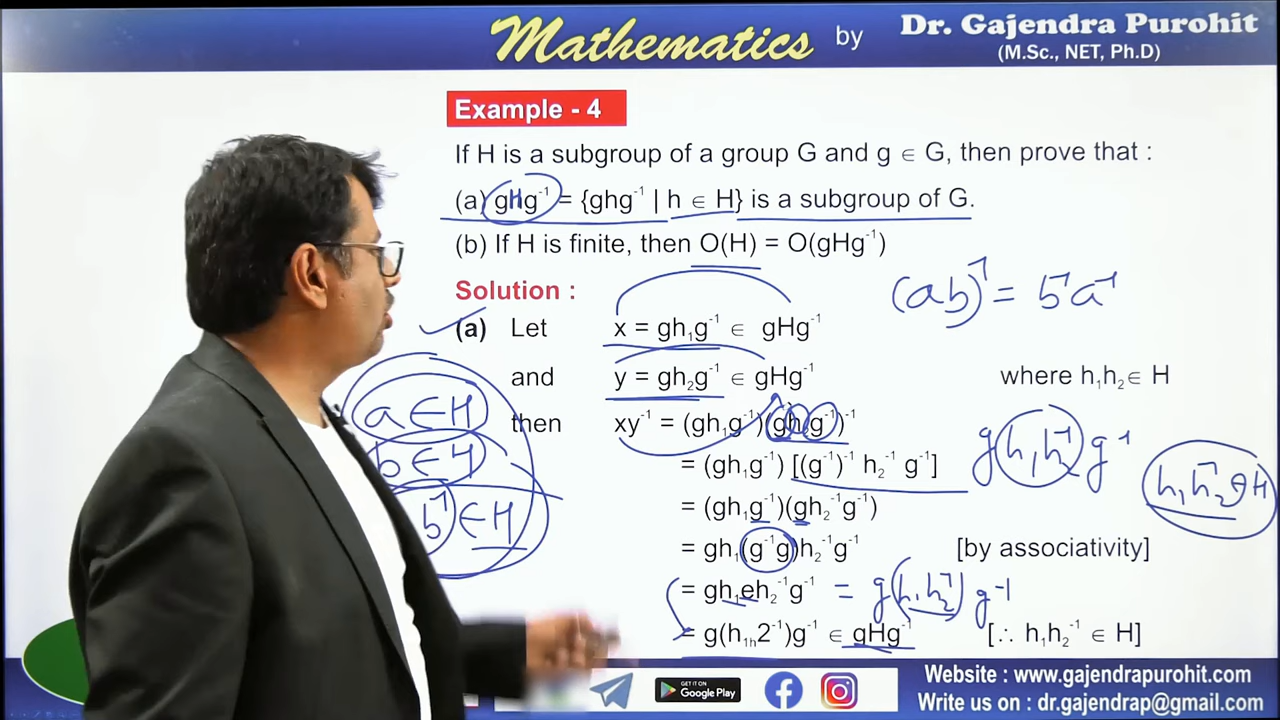 Mathematics by Dr. Gajendra Purohit
(M.Sc., NET, Ph.D)
Example - 4
If H is a subgroup of a group G and g ∈ G, then prove that :
(a) gHg⁻¹ = {ghg⁻¹ | h ∈ H} is a subgroup of G.
(b) If H is finite, then O(H) = O(gHg⁻¹)
Solution :
(ab)⁻¹ = b⁻¹a⁻¹
(a) Let x = gh₁g⁻¹ ∈ gHg⁻¹
and y = gh₂g⁻¹ ∈ gHg⁻¹ where h₁h₂ ∈ H
a ∈ H
then xy⁻¹ = (gh₁g⁻¹)(gh₂g⁻¹)⁻¹
b ∈ H
= (gh₁g⁻¹) [(g⁻¹)⁻¹ h₂⁻¹ g⁻¹]
g(h₁h₂⁻¹)g⁻¹
h₁h₂⁻¹ ∈ H
= (gh₁g⁻¹)(gh₂⁻¹g⁻¹)
b⁻¹ ∈ H
= gh₁(g⁻¹g)h₂⁻¹g⁻¹ [by associativity]
= gh₁eh₂⁻¹g⁻¹ = g(h₁h₂⁻¹)g⁻¹
= g(h₁ₕ2⁻¹)g⁻¹ ∈ gHg⁻¹ [∴ h₁h₂⁻¹ ∈ H]
GET IT ON
Google Play
Website : www.gajendrapurohit.com
Write us on : dr.gajendrap@gmail.com